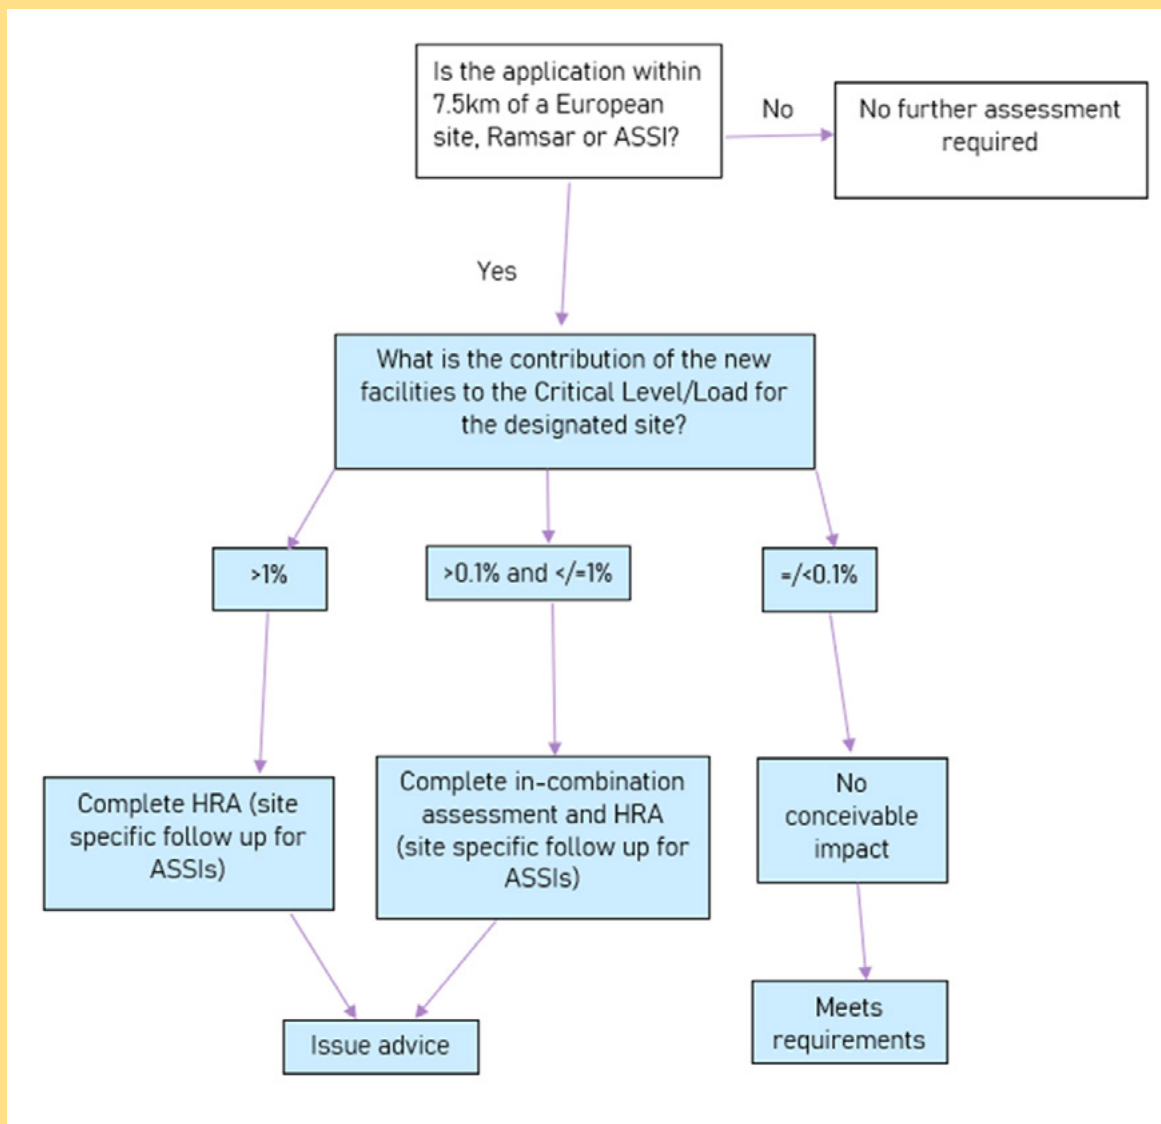 Is the application within
7.5km of a European
site, Ramsar or ASSI?
No
No further assessment
required
Yes
What is the contribution of the new
facilities to the Critical Level/Load for
the designated site?
>1%
>0.1% and </=1%
=/<0.1%
Complete HRA (site
specific follow up for
ASSIs)
Complete in-combination
assessment and HRA
(site specific follow up for
ASSIs)
No
conceivable
impact
Issue advice
Meets
requirements